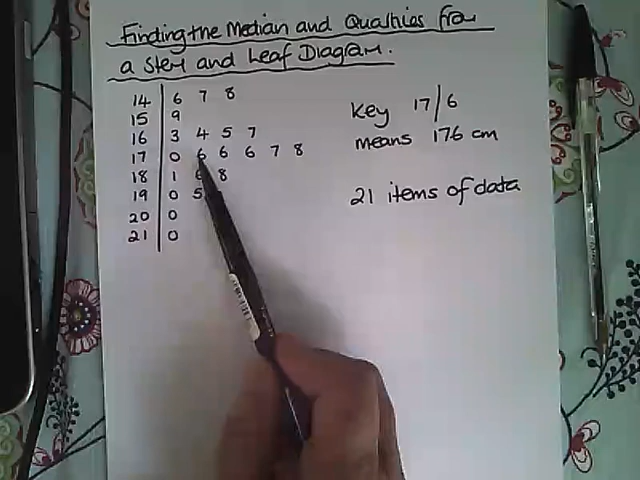 Finding the Median and Qualthies from
a Stem and Leaf Diagram.
14 | 6 7 8
15 | 9
16 | 3 4 5 7
17 | 0 6 6 6 7 8
18 | 1 6 8
19 | 0 5
20 | 0
21 | 0
Key 17/6
means 176 cm
21 items of data